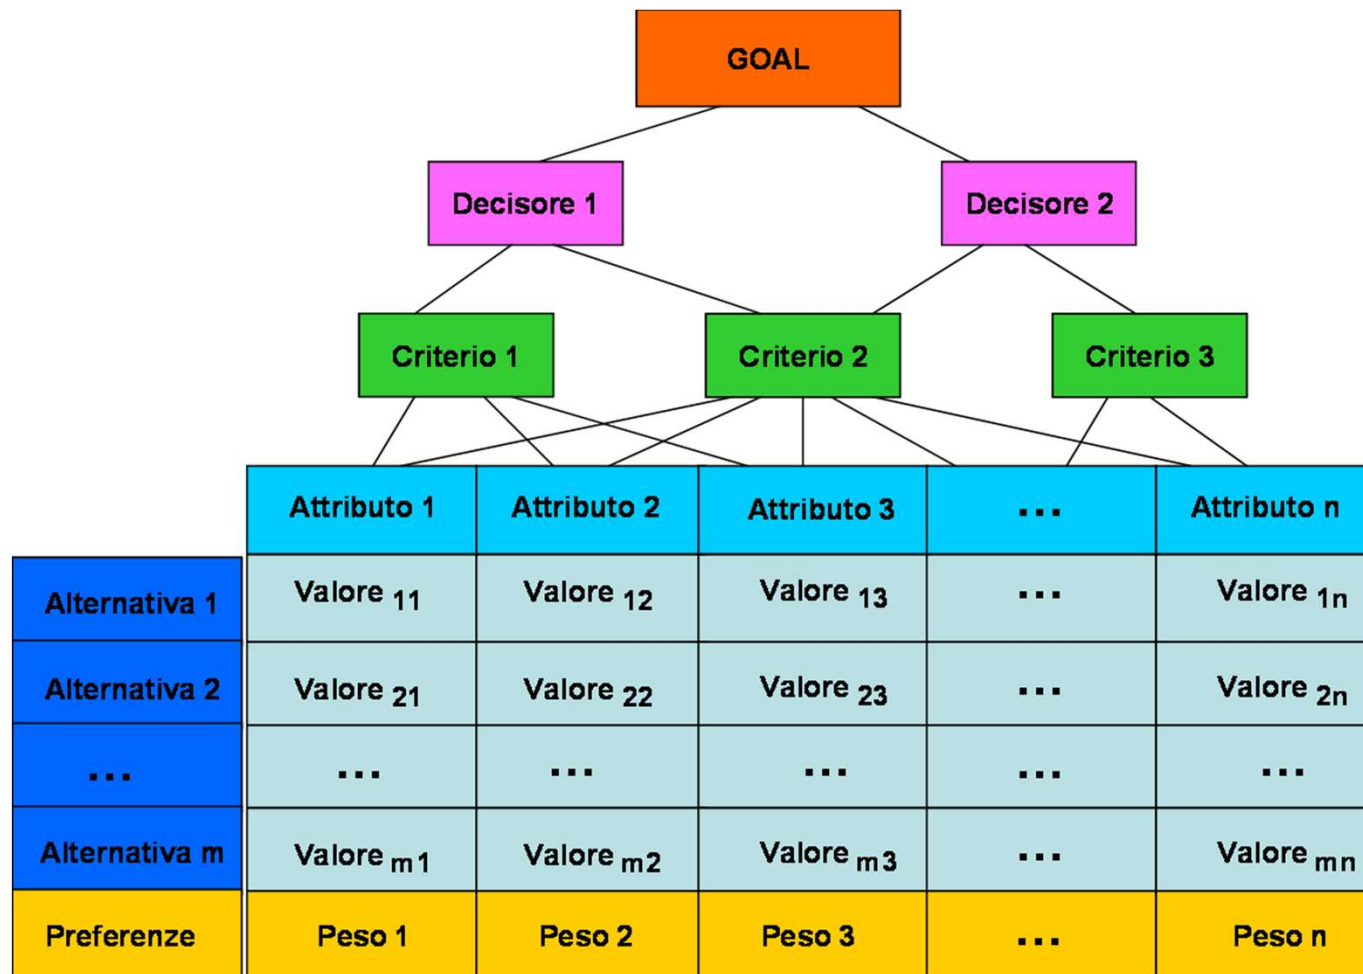 GOAL
Decisore 1 Decisore 2
Criterio 1 Criterio 2 Criterio 3
Attributo 1 Attributo 2 Attributo 3 ... Attributo n
Alternativa 1 Valore 11 Valore 12 Valore 13 ... Valore 1n
Alternativa 2 Valore 21 Valore 22 Valore 23 ... Valore 2n
... ... ... ... ... ...
Alternativa m Valore m1 Valore m2 Valore m3 ... Valore mn
Preferenze Peso 1 Peso 2 Peso 3 ... Peso n